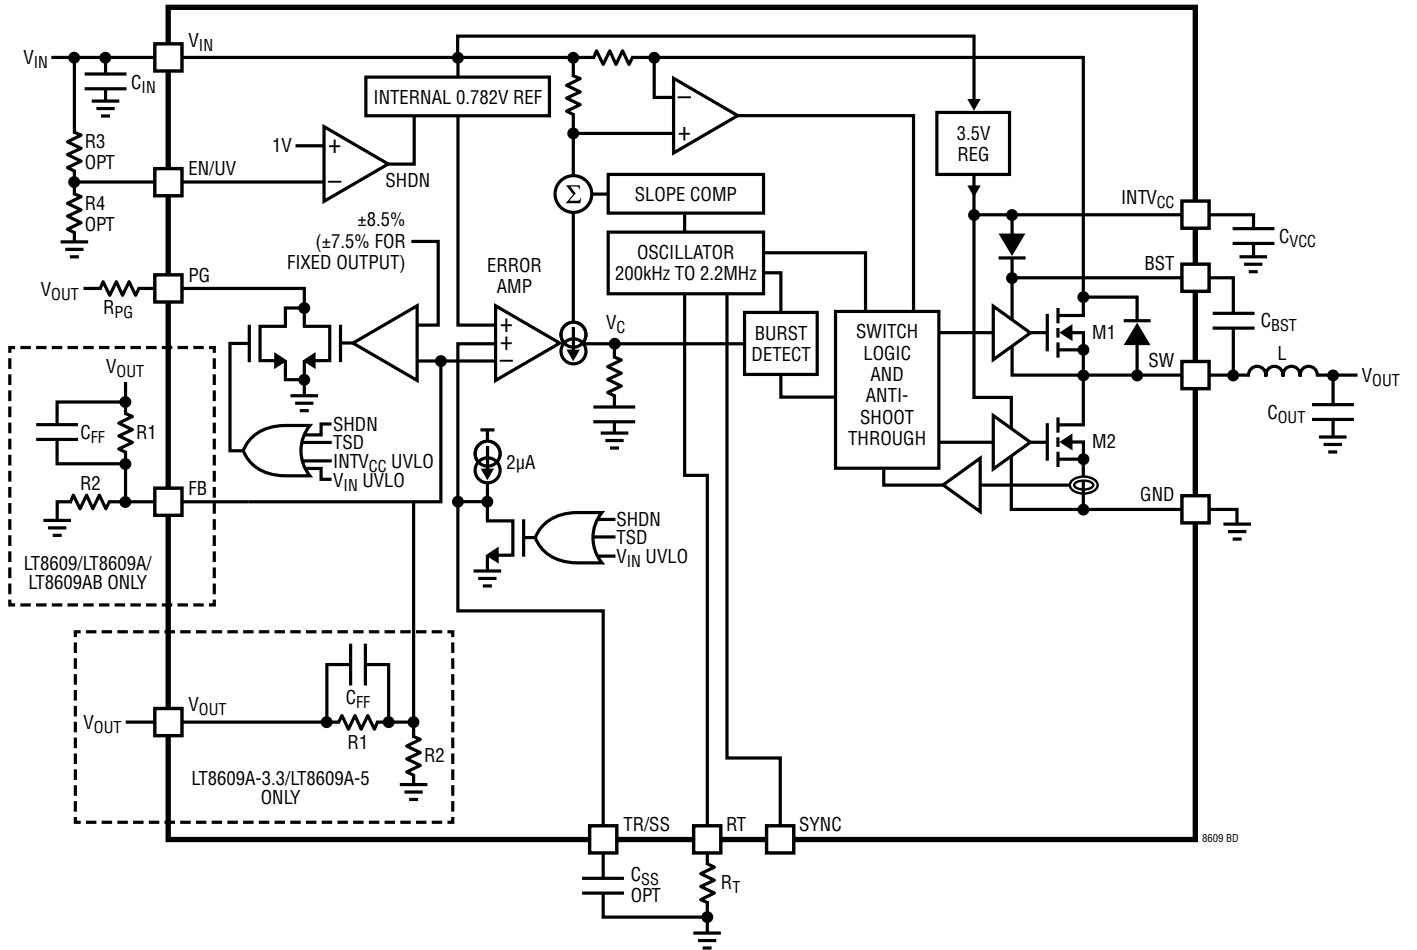 VIN
VIN
CIN
INTERNAL 0.782V REF
R3
OPT
1V
+
−
SHDN
EN/UV
R4
OPT
−
+
3.5V
REG
Σ
SLOPE COMP
INTVCC
CVCC
±8.5%
(±7.5% FOR
FIXED OUTPUT)
OSCILLATOR
200kHz TO 2.2MHz
ERROR
AMP
BST
PG
VOUT
RPG
+
+
−
VC
BURST
DETECT
SWITCH
LOGIC
AND
ANTI-
SHOOT
THROUGH
M1
CBST
SW
L
VOUT
COUT
VOUT
CFF
R1
R2
FB
LT8609/LT8609A/
LT8609AB ONLY
SHDN
TSD
INTVCC UVLO
VIN UVLO
2µA
M2
GND
SHDN
TSD
VIN UVLO
VOUT
VOUT
CFF
R1
R2
LT8609A-3.3/LT8609A-5
ONLY
TR/SS
RT
SYNC
8609 BD
CSS
OPT
RT